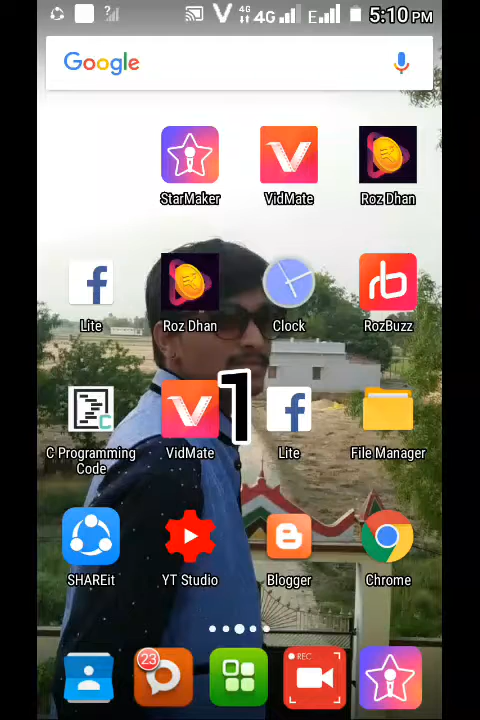 ? 4G 4G E 5:10 PM
Google
StarMaker VidMate Roz Dhan
Lite Roz Dhan Clock RozBuzz
C Programming Code VidMate Lite File Manager
1
SHAREit YT Studio Blogger Chrome
23 REC